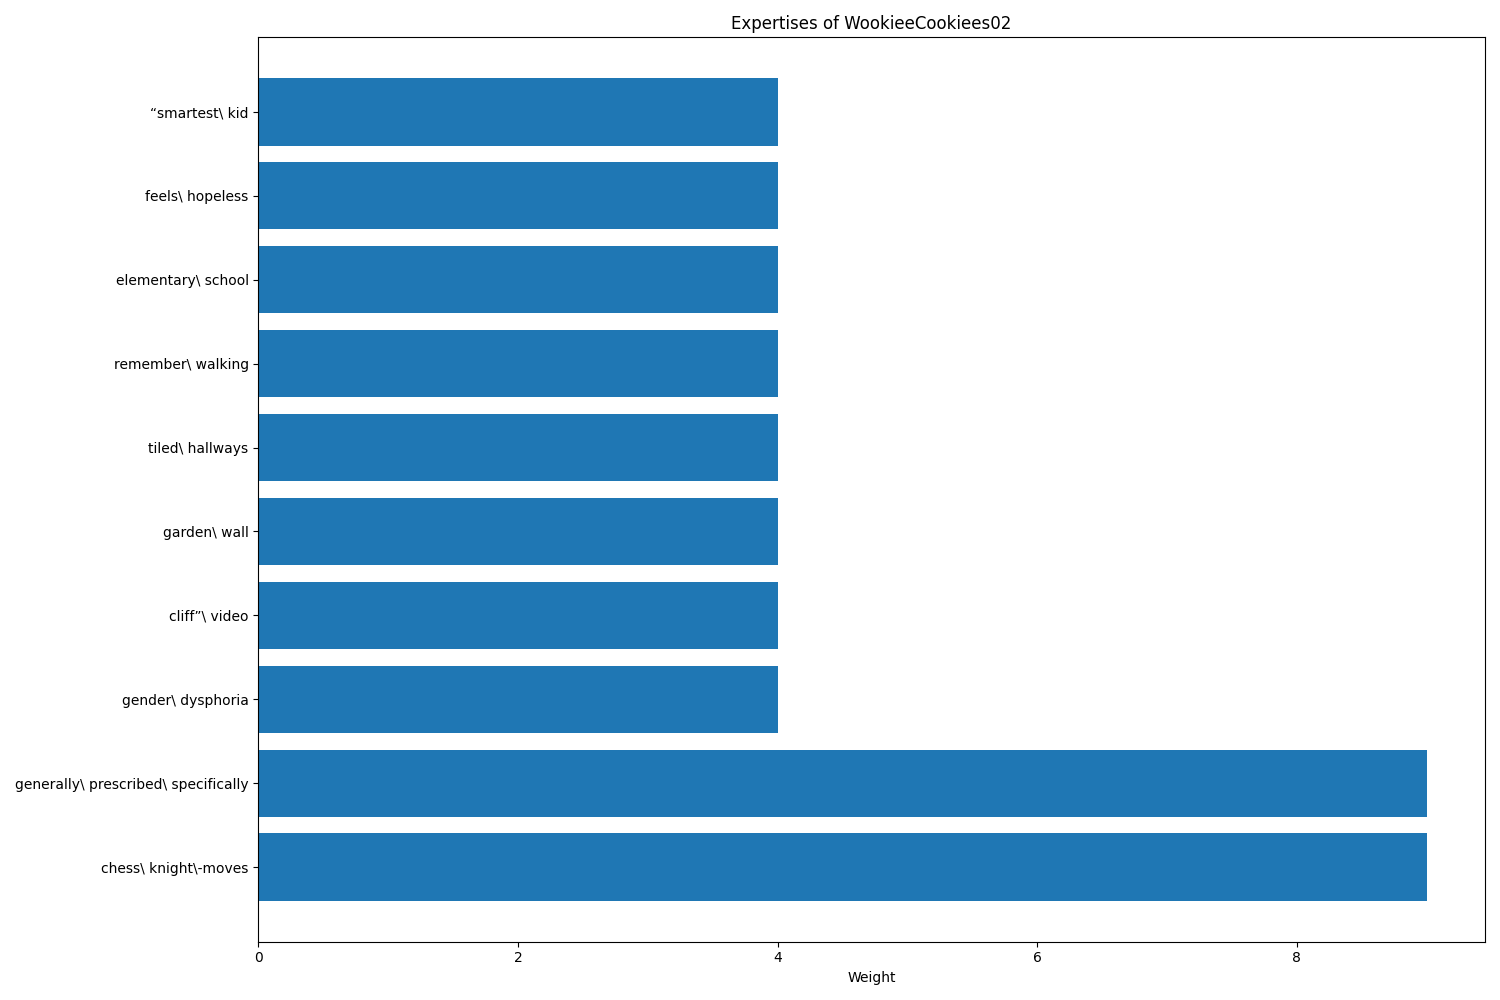 Expertises of WookieeCookiees02
“smartest\ kid
feels\ hopeless
elementary\ school
remember\ walking
tiled\ hallways
garden\ wall
cliff”\ video
gender\ dysphoria
generally\ prescribed\ specifically
chess\ knight\-moves
0 2 4 6 8
Weight